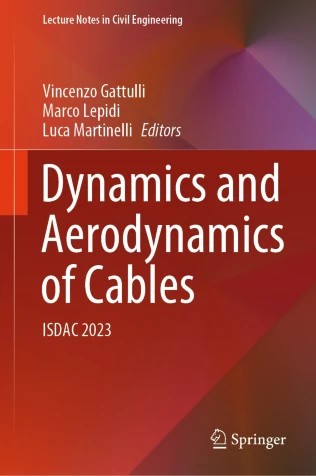 Lecture Notes in Civil Engineering
Vincenzo Gattulli
Marco Lepidi
Luca Martinelli Editors
Dynamics and
Aerodynamics
of Cables
ISDAC 2023
Springer